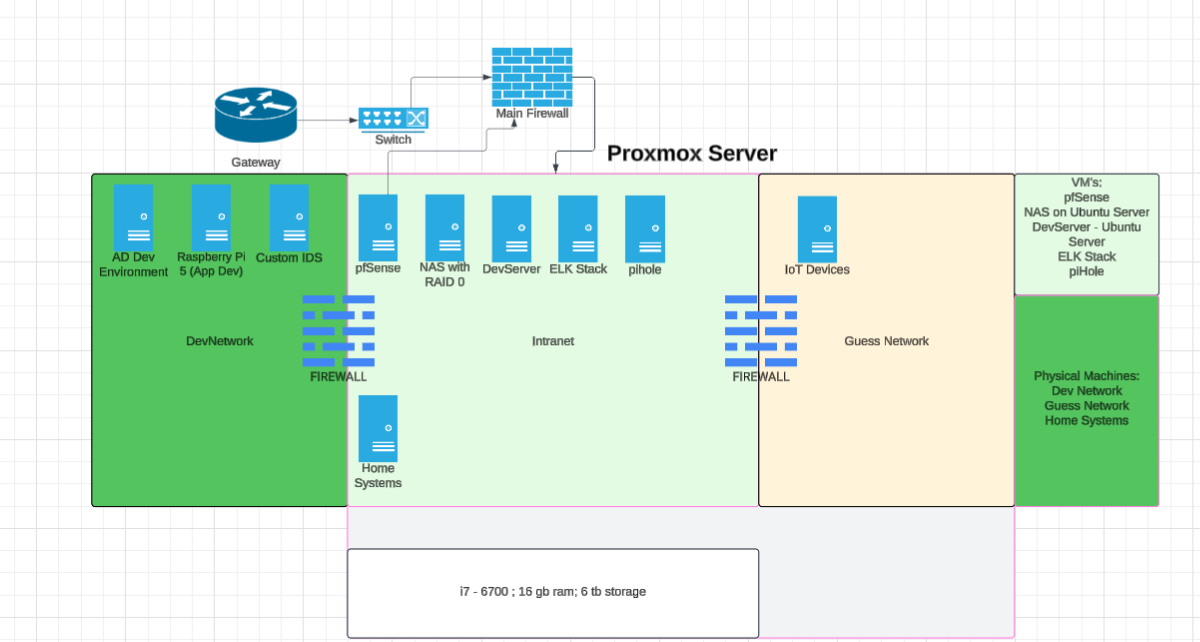 Main Firewall
Switch
Gateway
Proxmox Server
AD Dev
Environment
Raspberry Pi
5 (App Dev)
Custom IDS
pfSense
NAS with
RAID 0
DevServer
ELK Stack
pihole
IoT Devices
VM's:
pfSense
NAS on Ubuntu Server
DevServer - Ubuntu
Server
ELK Stack
piHole
DevNetwork
FIREWALL
Intranet
FIREWALL
Guess Network
Physical Machines:
Dev Network
Guess Network
Home Systems
Home
Systems
i7 - 6700 ; 16 gb ram; 6 tb storage